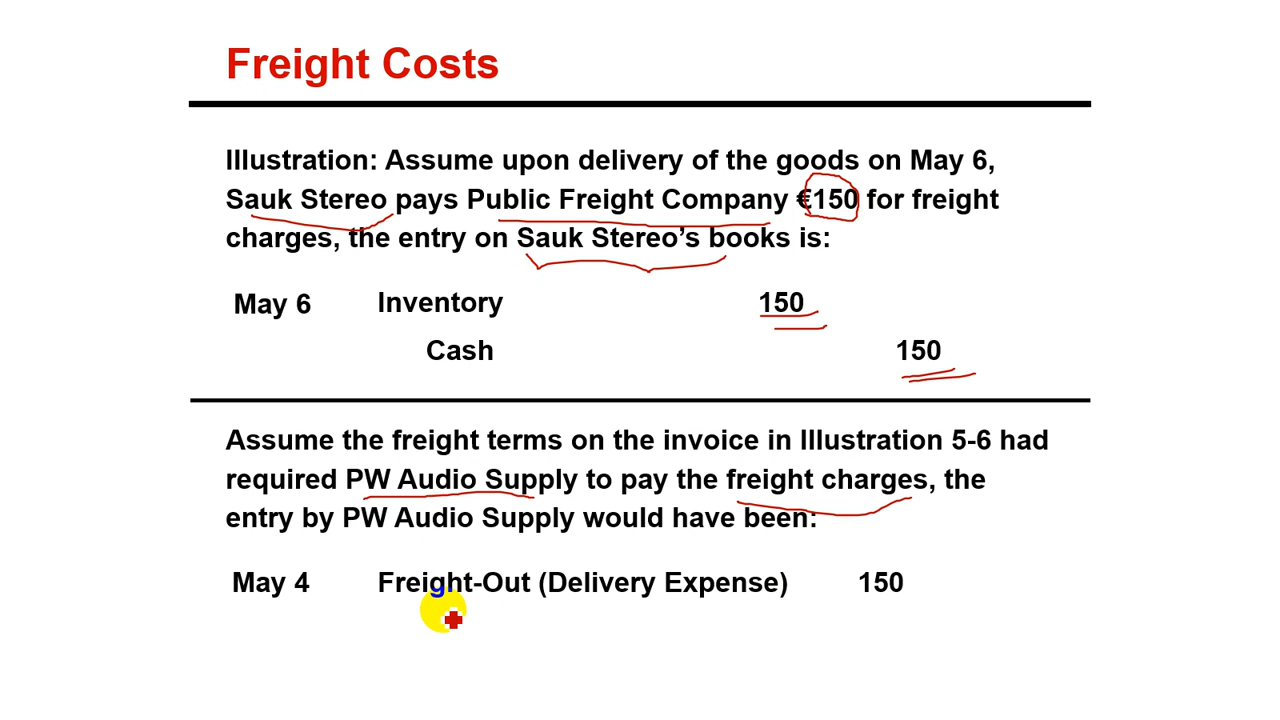 Freight Costs
Illustration: Assume upon delivery of the goods on May 6,
Sauk Stereo pays Public Freight Company €150 for freight
charges, the entry on Sauk Stereo’s books is:
May 6 Inventory 150
Cash 150
Assume the freight terms on the invoice in Illustration 5-6 had
required PW Audio Supply to pay the freight charges, the
entry by PW Audio Supply would have been:
May 4 Freight-Out (Delivery Expense) 150